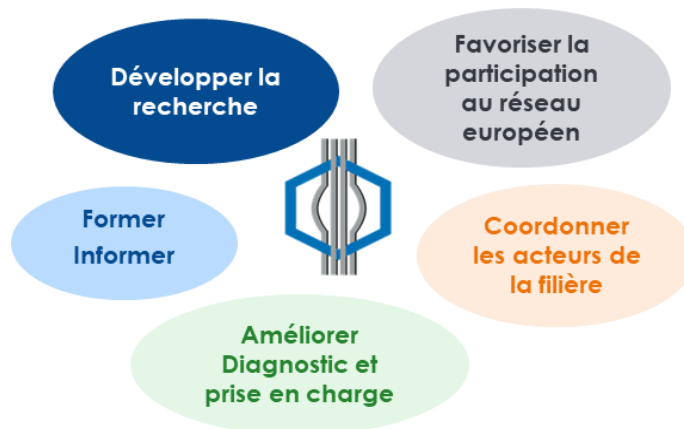 Développer la
recherche
Favoriser la
participation
au réseau
européen
Former
Informer
Coordonner
les acteurs de
la filière
Améliorer
Diagnostic et
prise en charge